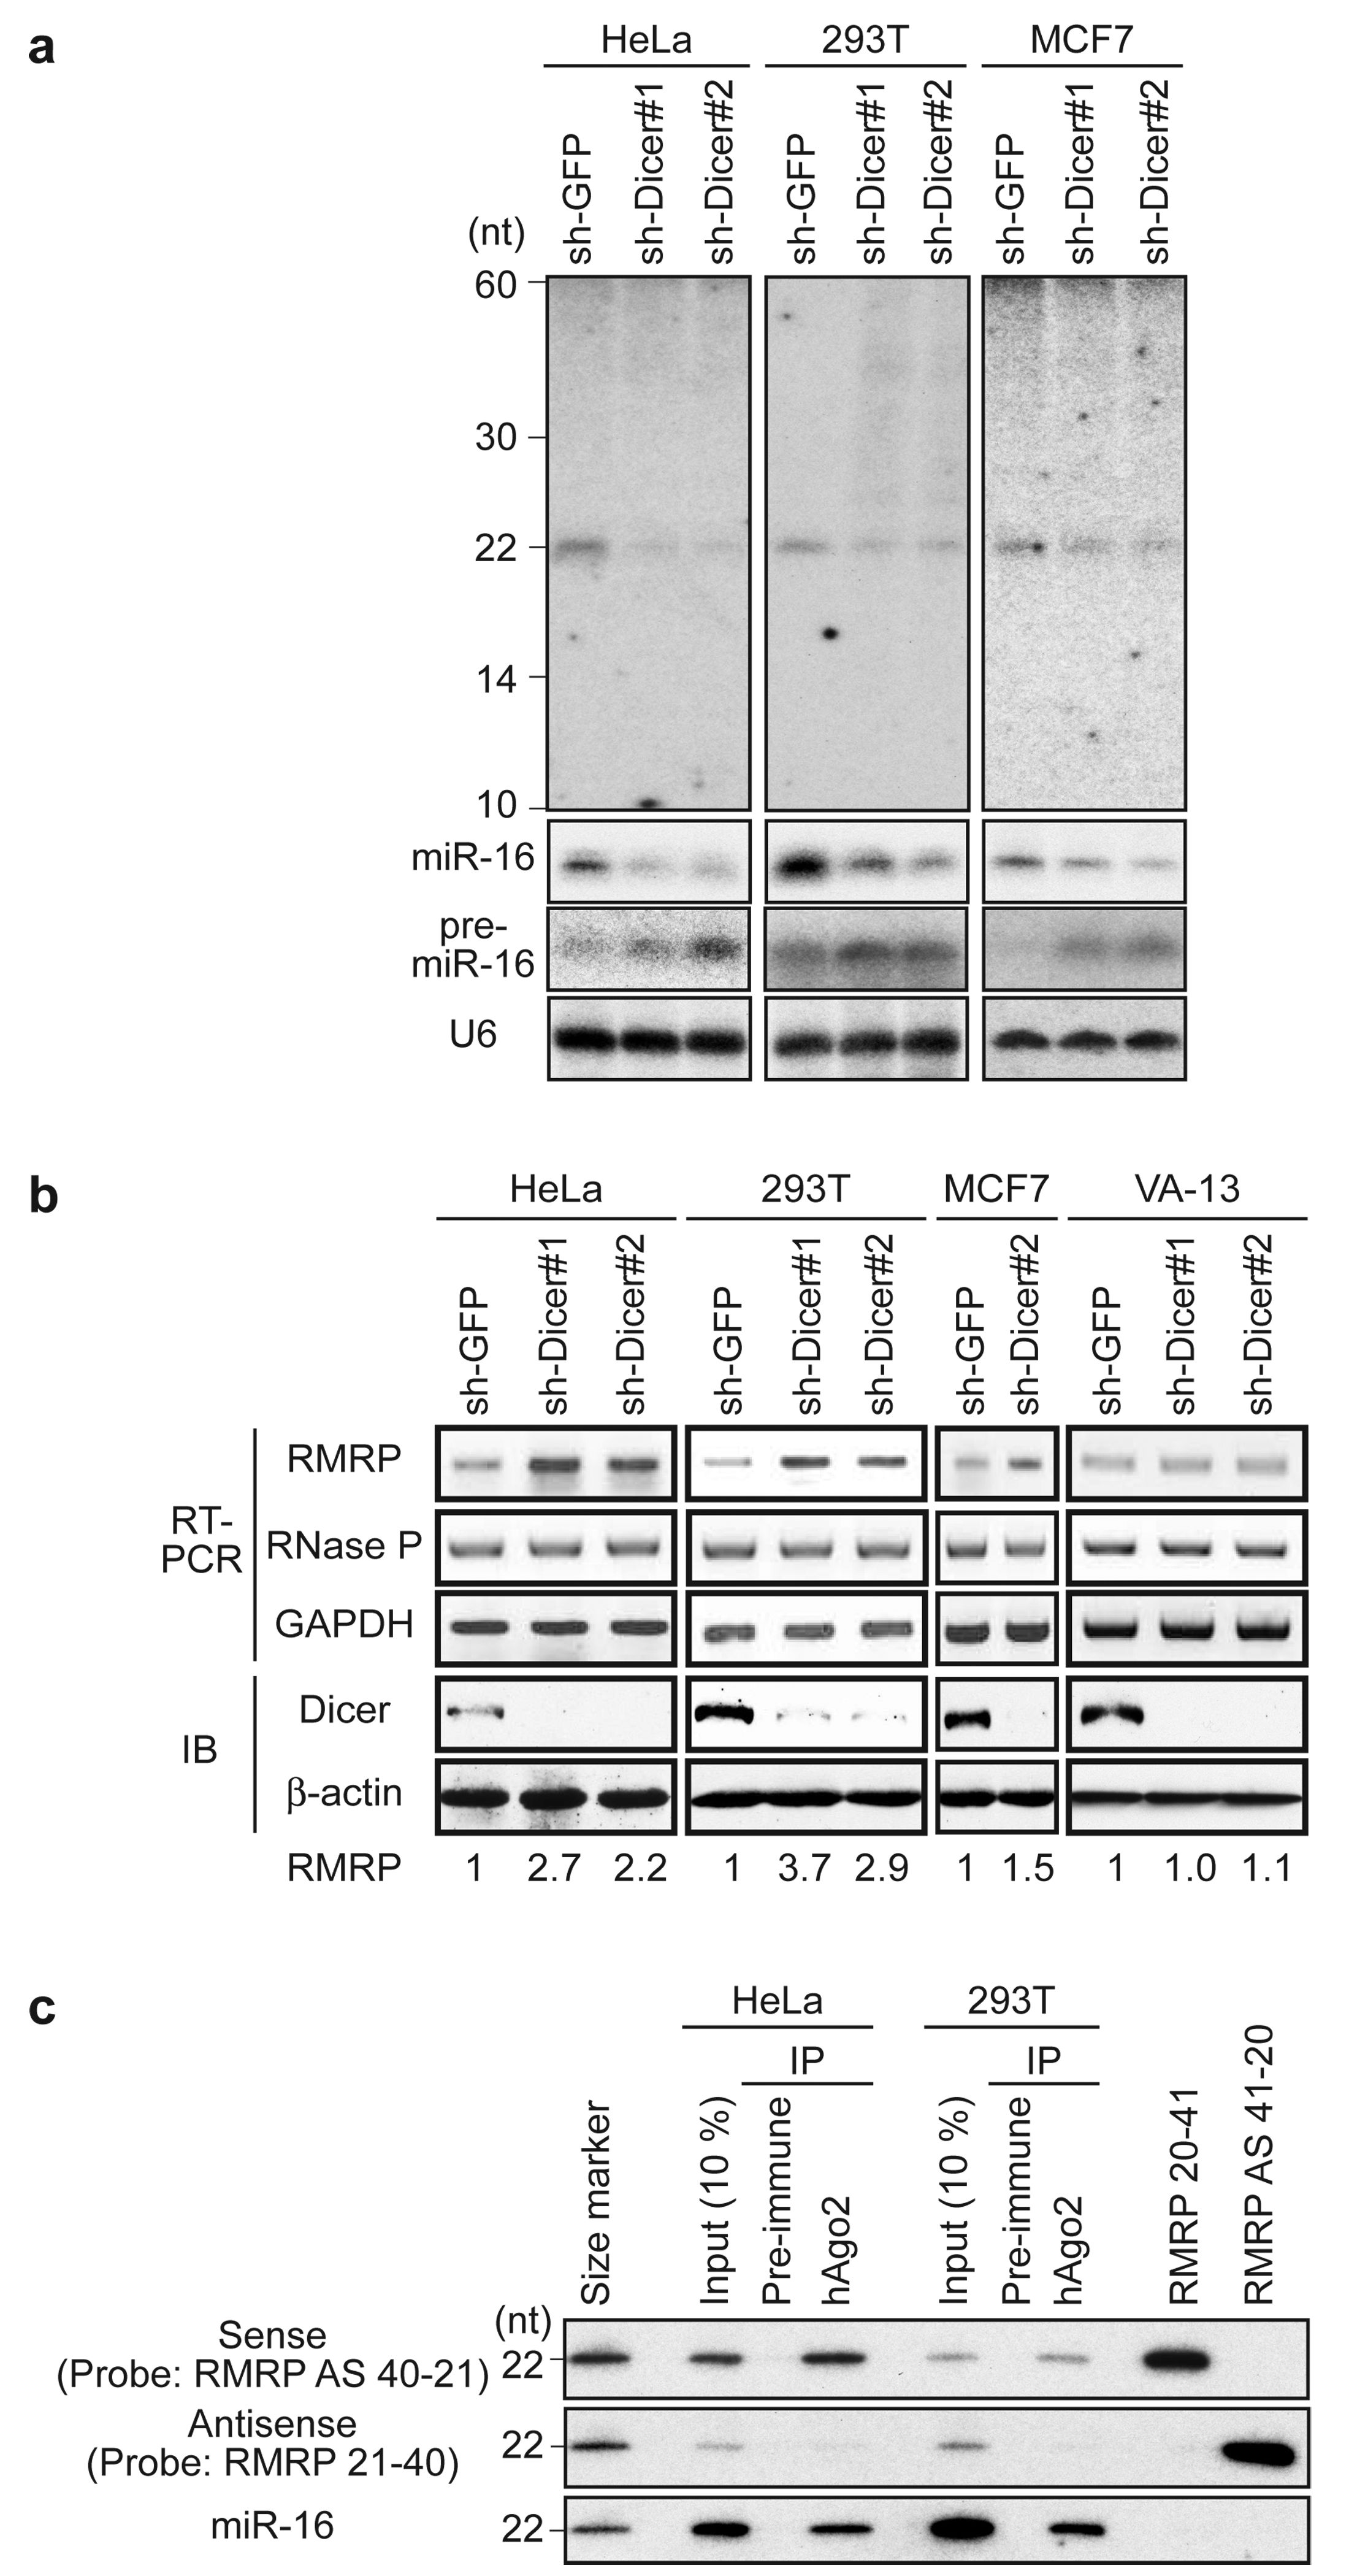 a
HeLa 293T MCF7
sh-GFP sh-Dicer#1 sh-Dicer#2 sh-GFP sh-Dicer#1 sh-Dicer#2 sh-GFP sh-Dicer#1 sh-Dicer#2
(nt)
60
30
22
14
10
miR-16
pre-
miR-16
U6
b
HeLa 293T MCF7 VA-13
sh-GFP sh-Dicer#1 sh-Dicer#2 sh-GFP sh-Dicer#1 sh-Dicer#2 sh-GFP sh-Dicer#2 sh-GFP sh-Dicer#1 sh-Dicer#2
RT-
PCR
RMRP
RNase P
GAPDH
IB
Dicer
β-actin
RMRP 1 2.7 2.2 1 3.7 2.9 1 1.5 1 1.0 1.1
c
HeLa 293T
IP IP
Size marker Input (10 %) Pre-immune hAgo2 Input (10 %) Pre-immune hAgo2 RMRP 20-41 RMRP AS 41-20
(nt)
Sense
(Probe: RMRP AS 40-21) 22
Antisense
(Probe: RMRP 21-40) 22
miR-16 22